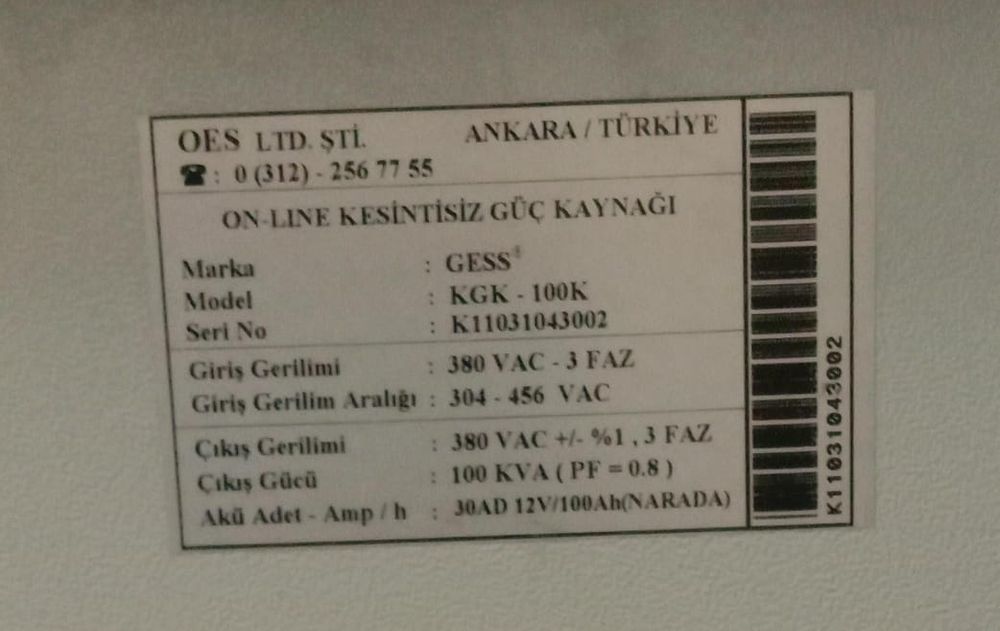 OES LTD. ŞTİ. ANKARA / TÜRKİYE
☎ : 0 (312) - 256 77 55
ON-LINE KESİNTİSİZ GÜÇ KAYNAĞI
Marka : GESS
Model : KGK - 100K
Seri No : K11031043002
Giriş Gerilimi : 380 VAC - 3 FAZ
Giriş Gerilim Aralığı : 304 - 456 VAC
Çıkış Gerilimi : 380 VAC +/- %1 , 3 FAZ
Çıkış Gücü : 100 KVA ( PF = 0.8 )
Akü Adet - Amp / h : 30AD 12V/100Ah(NARADA)
K11031043002